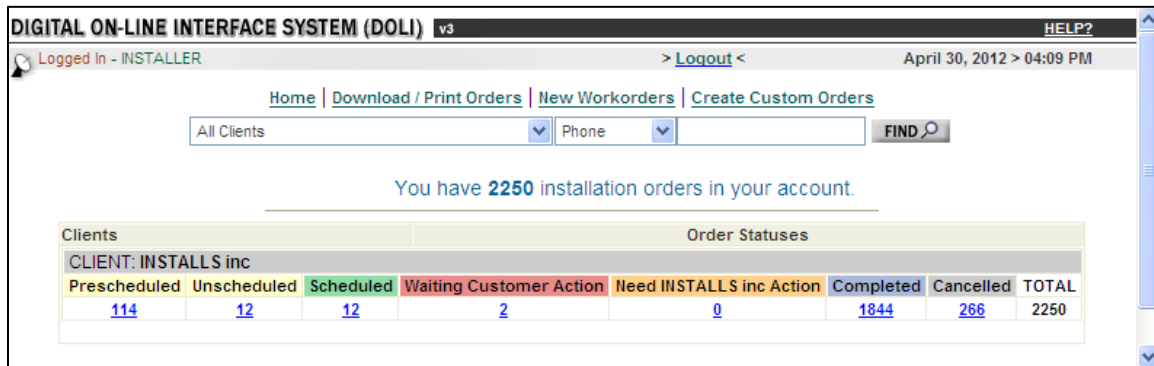 DIGITAL ON-LINE INTERFACE SYSTEM (DOLI) v3 HELP?
Logged In - INSTALLER > Logout < April 30, 2012 > 04:09 PM
Home | Download / Print Orders | New Workorders | Create Custom Orders
All Clients Phone FIND
You have 2250 installation orders in your account.
Clients Order Statuses
CLIENT: INSTALLS inc
Prescheduled Unscheduled Scheduled Waiting Customer Action Need INSTALLS inc Action Completed Cancelled TOTAL
114 12 12 2 0 1844 266 2250